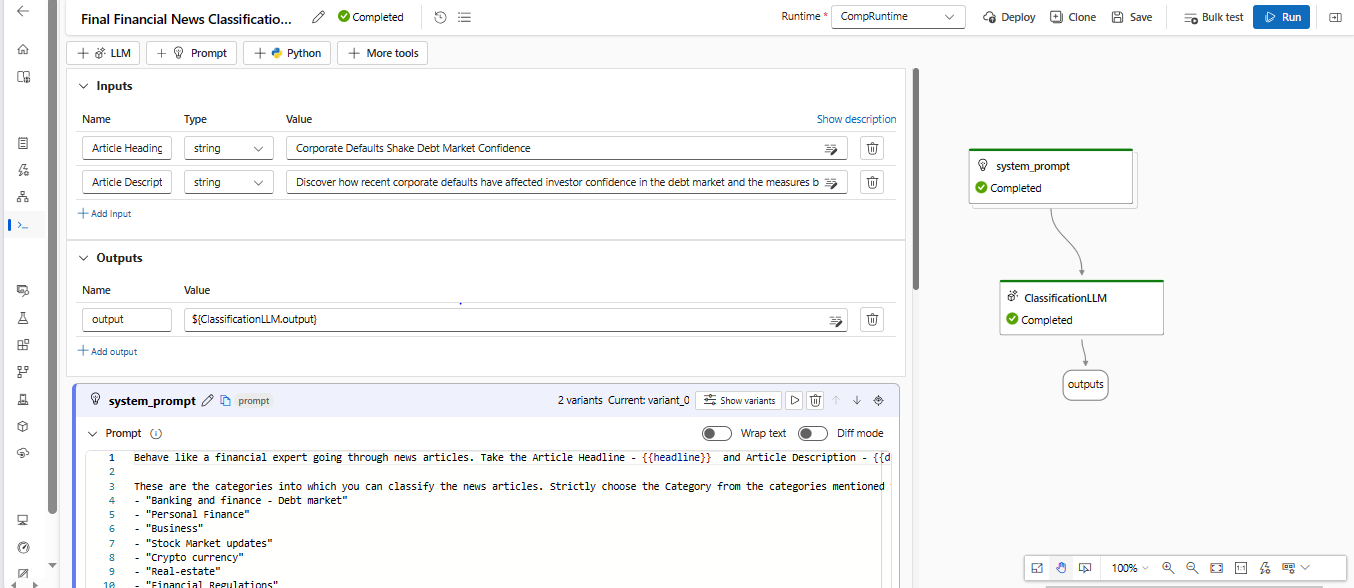 Final Financial News Classificatio...
Completed
Runtime *
CompRuntime
Deploy
Clone
Save
Bulk test
Run
LLM
Prompt
Python
More tools
Inputs
Name Type Value Show description
Article Heading string Corporate Defaults Shake Debt Market Confidence
Article Descript string Discover how recent corporate defaults have affected investor confidence in the debt market and the measures b
+ Add Input
Outputs
Name Value
output ${ClassificationLLM.output}
+ Add output
system_prompt prompt 2 variants Current: variant_0 Show variants
Prompt Wrap text Diff mode
1 Behave like a financial expert going through news articles. Take the Article Headline - {{headline}} and Article Description - {{d
2
3 These are the categories into which you can classify the news articles. Strictly choose the Category from the categories mentioned
4 - "Banking and finance - Debt market"
5 - "Personal Finance"
6 - "Business"
7 - "Stock Market updates"
8 - "Crypto currency"
9 - "Real-estate"
10 - "Financial Regulations"
system_prompt
Completed
ClassificationLLM
Completed
outputs
100%
1:1